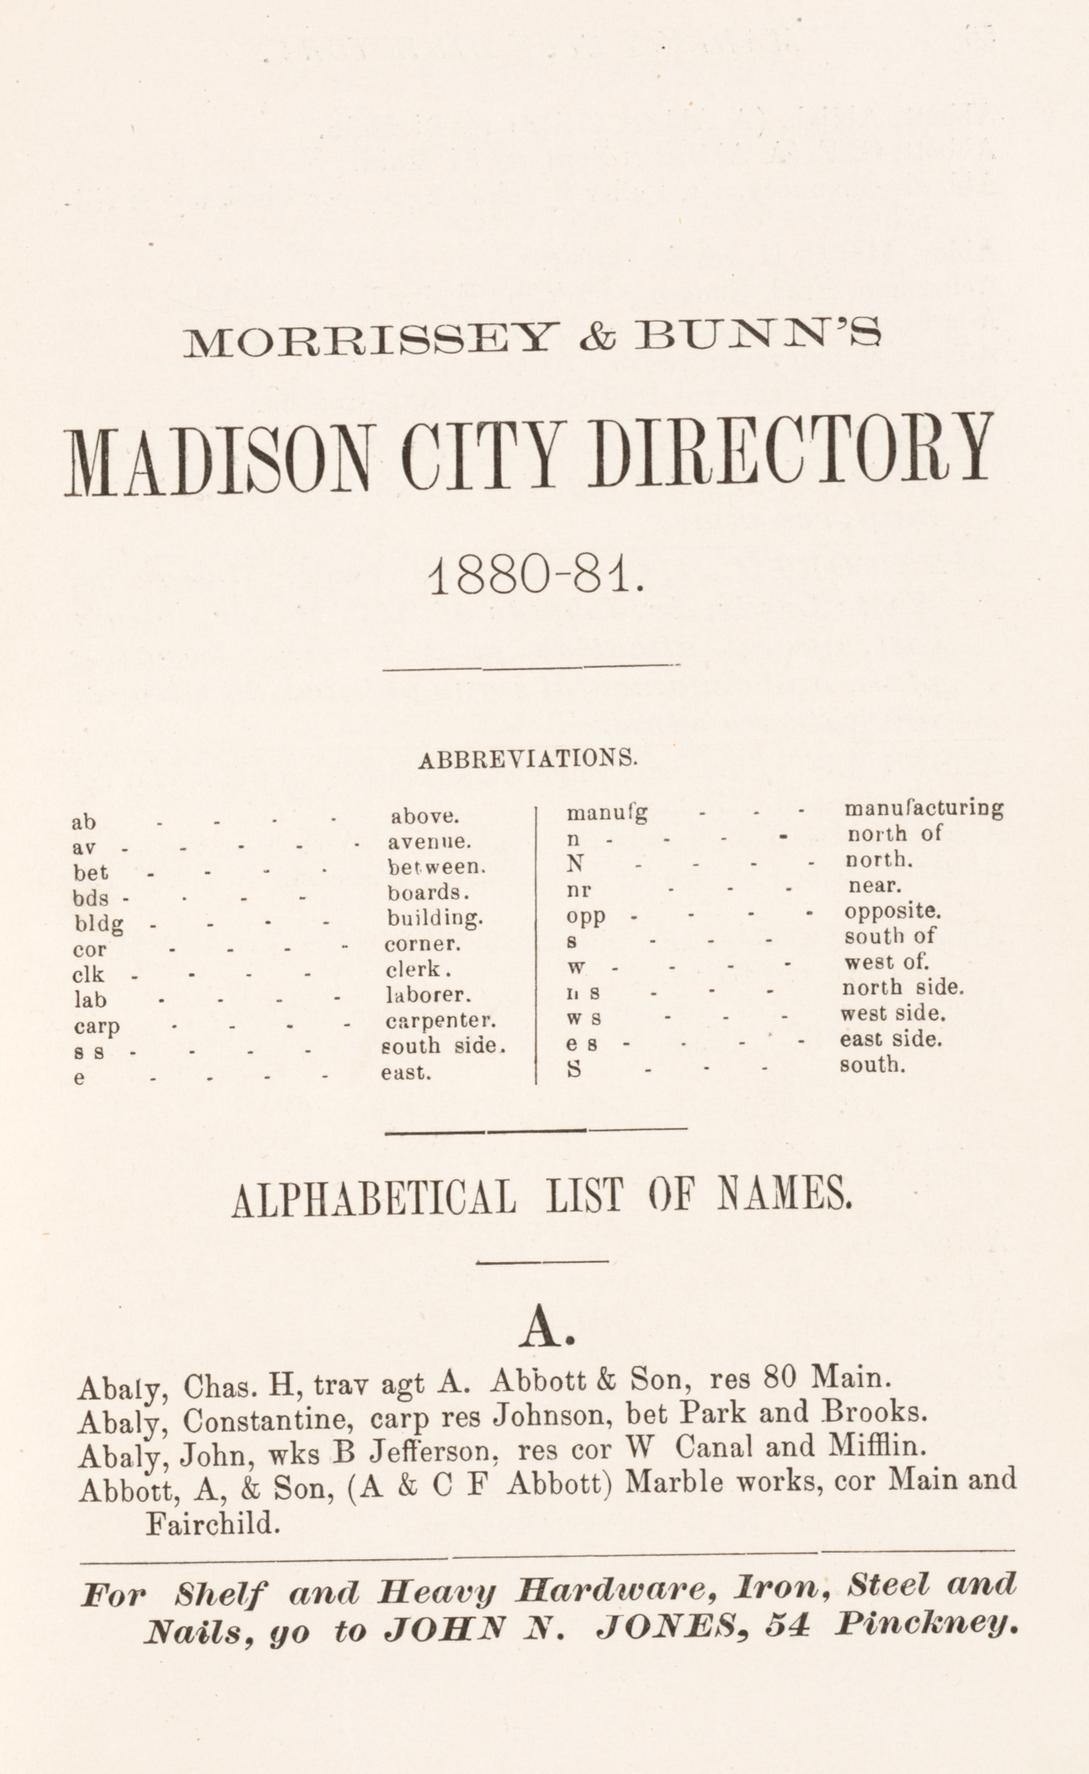 MORRISSEY & BUNN'S
MADISON CITY DIRECTORY
1880-81.
ABBREVIATIONS.
ab - - - - above.
av - - - - - avenue.
bet - - - - between.
bds - - - - boards.
bldg - - - - building.
cor - - - - corner.
clk - - - - clerk.
lab - - - - laborer.
carp - - - - carpenter.
s s - - - - south side.
e - - - - east.
manufg - - - manufacturing
n - - - - north of
N - - - - north.
nr - - - near.
opp - - - - opposite.
s - - - south of
w - - - - west of.
n s - - - north side.
w s - - - west side.
e s - - - - east side.
S - - - south.
ALPHABETICAL LIST OF NAMES.
A.
Abaly, Chas. H, trav agt A. Abbott & Son, res 80 Main.
Abaly, Constantine, carp res Johnson, bet Park and Brooks.
Abaly, John, wks B Jefferson, res cor W Canal and Mifflin.
Abbott, A, & Son, (A & C F Abbott) Marble works, cor Main and
Fairchild.
For Shelf and Heavy Hardware, Iron, Steel and
Nails, go to JOHN N. JONES, 54 Pinckney.